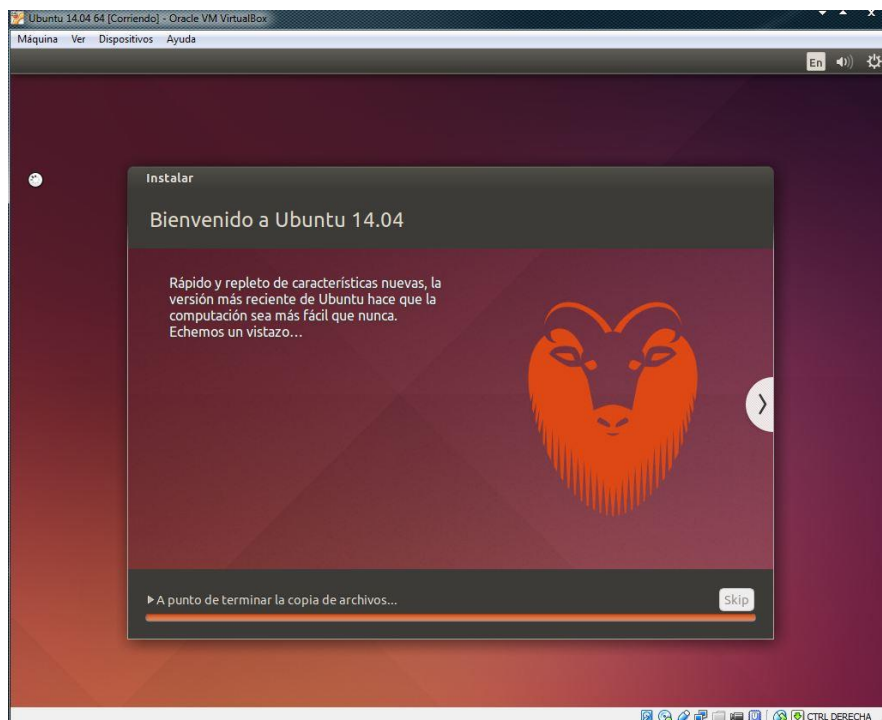 Ubuntu 14.04 64 [Corriendo] - Oracle VM VirtualBox
Máquina Ver Dispositivos Ayuda
En
Instalar
Bienvenido a Ubuntu 14.04
Rápido y repleto de características nuevas, la
versión más reciente de Ubuntu hace que la
computación sea más fácil que nunca.
Echemos un vistazo...
A punto de terminar la copia de archivos...
Skip
CTRL DERECHA